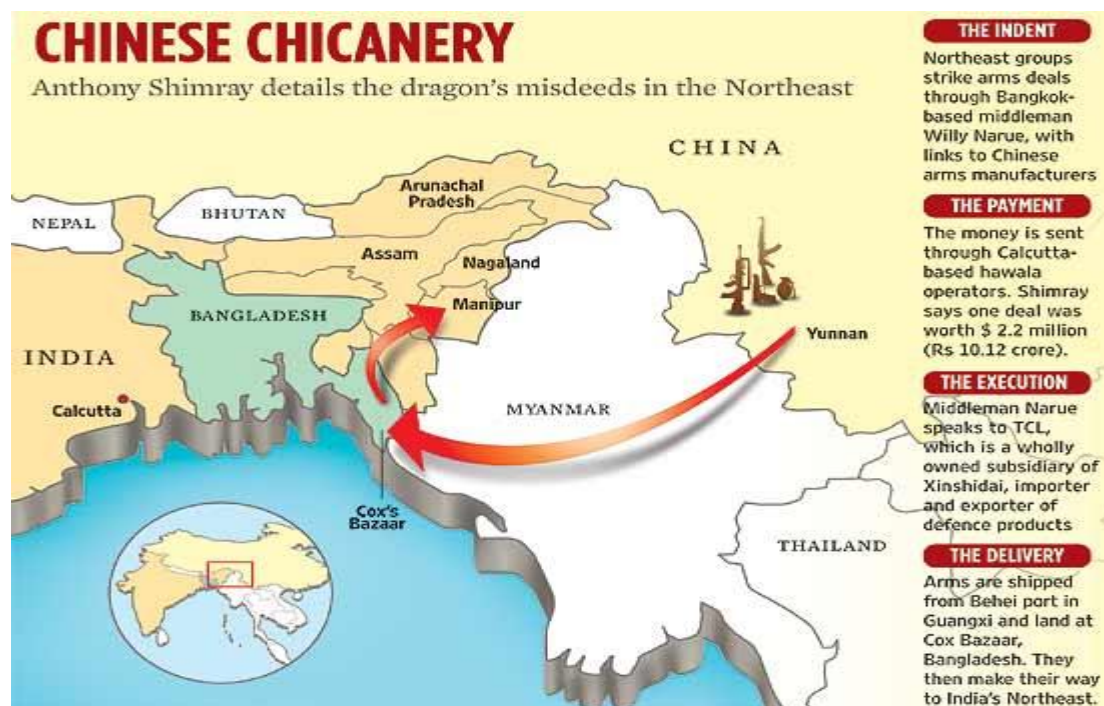 CHINESE CHICANERY
Anthony Shimray details the dragon's misdeeds in the Northeast
CHINA
Arunachal
Pradesh
NEPAL
BHUTAN
Assam
Nagaland
Manipur
BANGLADESH
Yunnan
INDIA
Calcutta
MYANMAR
Cox's
Bazaar
THAILAND
THE INDENT
Northeast groups
strike arms deals
through Bangkok-
based middleman
Willy Narue, with
links to Chinese
arms manufacturers
THE PAYMENT
The money is sent
through Calcutta-
based hawala
operators. Shimray
says one deal was
worth $ 2.2 million
(Rs 10.12 crore).
THE EXECUTION
Middleman Narue
speaks to TCL,
which is a wholly
owned subsidiary of
Xinshidai, importer
and exporter of
defence products
THE DELIVERY
Arms are shipped
from Behei port in
Guangxi and land at
Cox Bazaar,
Bangladesh. They
then make their way
to India's Northeast.